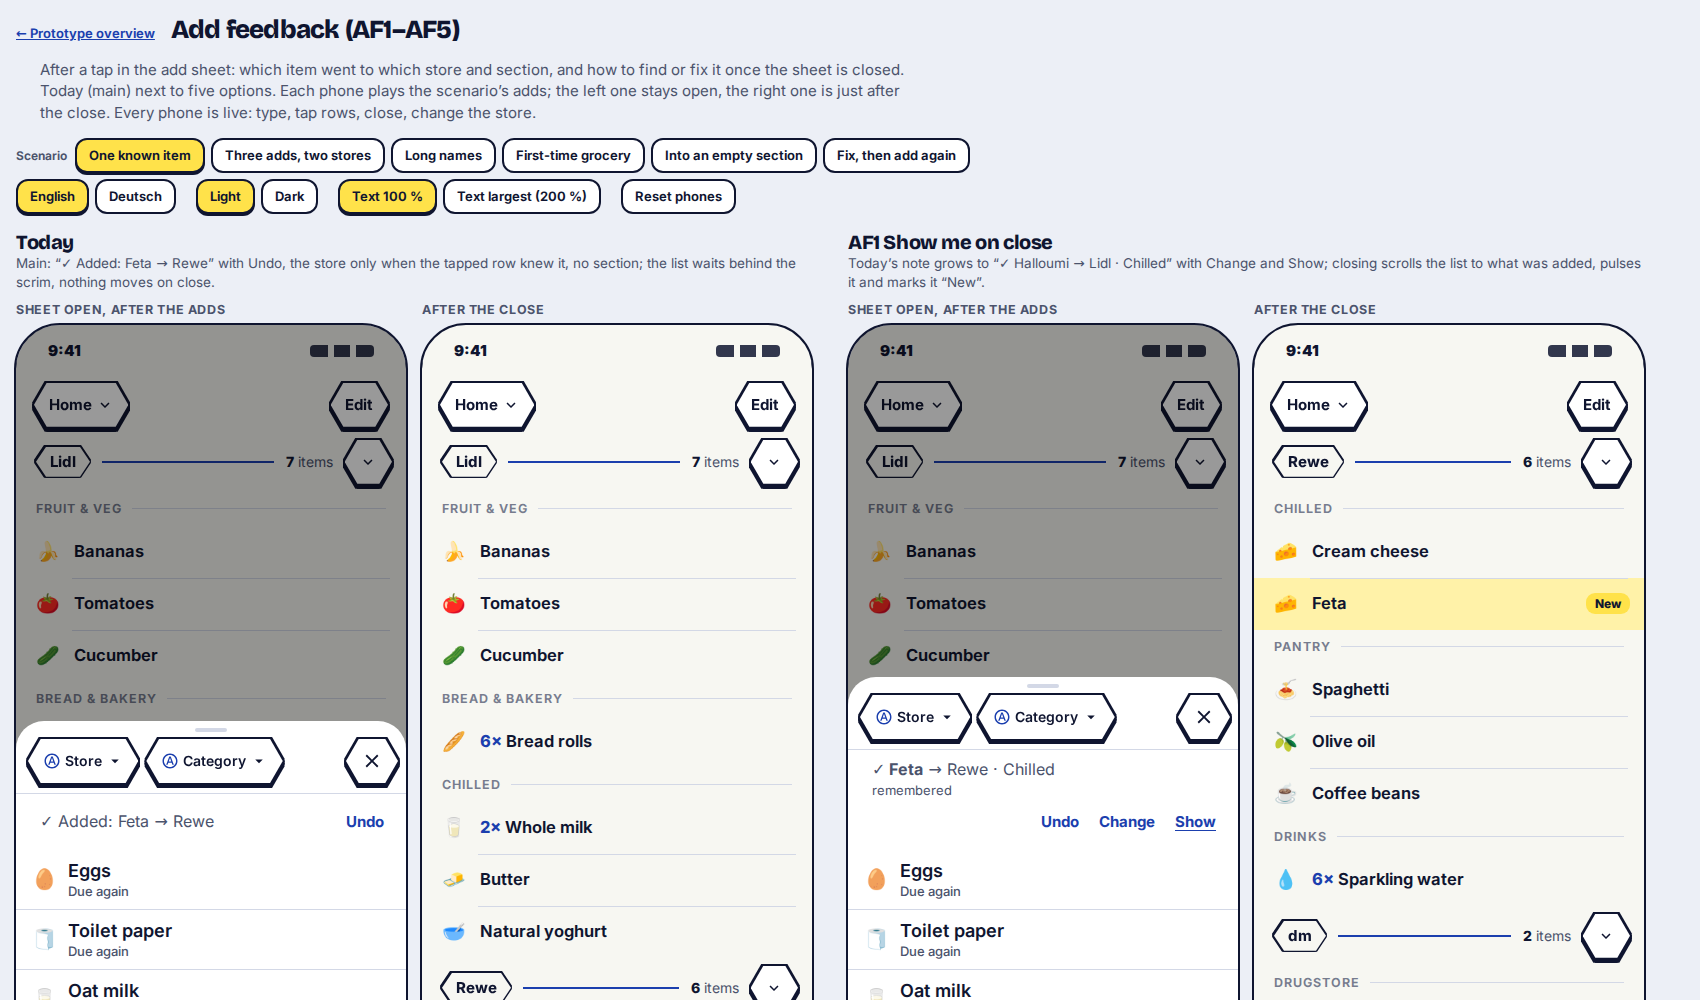 ← Prototype overview
Add feedback (AF1–AF5)
After a tap in the add sheet: which item went to which store and section, and how to find or fix it once the sheet is closed.
Today (main) next to five options. Each phone plays the scenario’s adds; the left one stays open, the right one is just after
the close. Every phone is live: type, tap rows, close, change the store.
Scenario One known item Three adds, two stores Long names First-time grocery Into an empty section Fix, then add again
English Deutsch Light Dark Text 100 % Text largest (200 %) Reset phones
Today
Main: “✓ Added: Feta → Rewe” with Undo, the store only when the tapped row knew it, no section; the list waits behind the
scrim, nothing moves on close.
SHEET OPEN, AFTER THE ADDS
9:41
Home
Edit
Lidl
7 items
FRUIT & VEG
🍌 Bananas
🍅 Tomatoes
🥒 Cucumber
BREAD & BAKERY
Ⓐ Store
Ⓐ Category
✓ Added: Feta → Rewe
Undo
Eggs
Due again
Toilet paper
Due again
Oat milk
AFTER THE CLOSE
9:41
Home
Edit
Lidl
7 items
FRUIT & VEG
Bananas
Tomatoes
Cucumber
BREAD & BAKERY
6× Bread rolls
CHILLED
2× Whole milk
Butter
Natural yoghurt
Rewe
6 items
AF1 Show me on close
Today’s note grows to “✓ Halloumi → Lidl · Chilled” with Change and Show; closing scrolls the list to what was added, pulses
it and marks it “New”.
SHEET OPEN, AFTER THE ADDS
9:41
Home
Edit
Lidl
7 items
FRUIT & VEG
Bananas
Tomatoes
Cucumber
Ⓐ Store
Ⓐ Category
✓ Feta → Rewe · Chilled
remembered
Undo Change Show
Eggs
Due again
Toilet paper
Due again
Oat milk
AFTER THE CLOSE
9:41
Home
Edit
Rewe
6 items
CHILLED
Cream cheese
Feta
New
PANTRY
Spaghetti
Olive oil
Coffee beans
DRINKS
6× Sparkling water
dm
2 items
DRUGSTORE